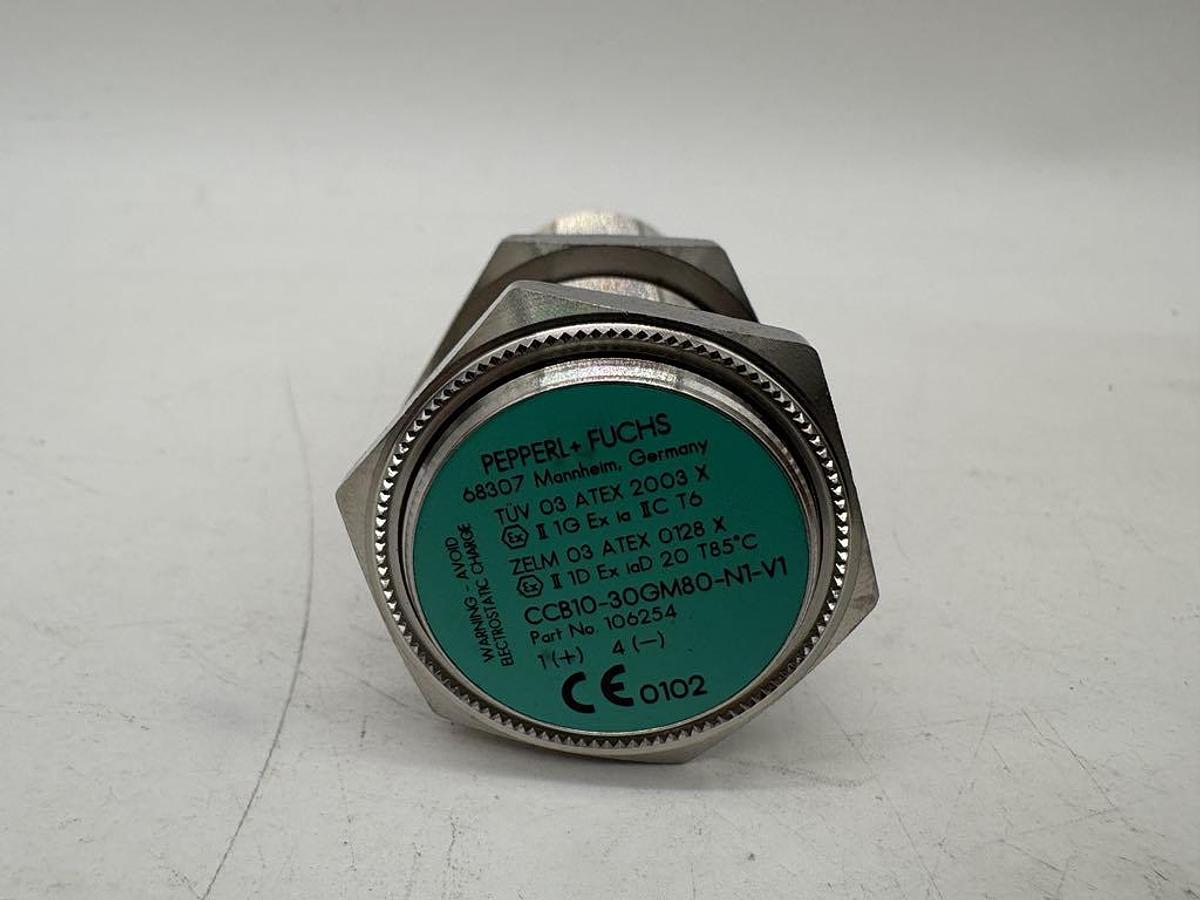 PEPPERL+ FUCHS
68307 Mannheim, Germany
TÜV 03 ATEX 2003 X
Ex II 1G Ex ia IIC T6
ZELM 03 ATEX 0128 X
Ex II 1D Ex iaD 20 T85°C
CCB10-30GM80-N1-V1
Part No. 106254
1 (+) 4 (—)
CE 0102
WARNING - AVOID
ELECTROSTATIC CHARGE